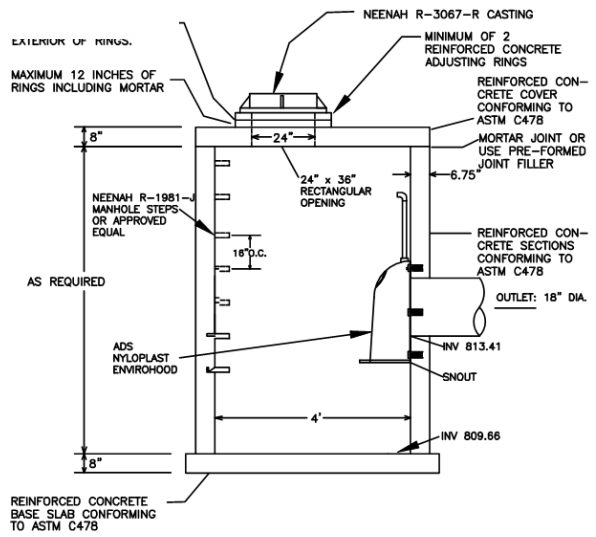 NEENAH R-3067-R CASTING
EXTERIOR OF RINGS.
MINIMUM OF 2
REINFORCED CONCRETE
ADJUSTING RINGS
MAXIMUM 12 INCHES OF
RINGS INCLUDING MORTAR
REINFORCED CON-
CRETE COVER
CONFORMING TO
ASTM C478
8"
24"
MORTAR JOINT OR
USE PRE-FORMED
JOINT FILLER
24" x 36"
RECTANGULAR
OPENING
6.75"
NEENAH R-1981-J
MANHOLE STEPS
OR APPROVED
EQUAL
16"O.C.
REINFORCED CON-
CRETE SECTIONS
CONFORMING TO
ASTM C478
AS REQUIRED
OUTLET: 18" DIA.
ADS
NYLOPLAST
ENVIROHOOD
INV 813.41
SNOUT
4'
INV 809.66
8"
REINFORCED CONCRETE
BASE SLAB CONFORMING
TO ASTM C478